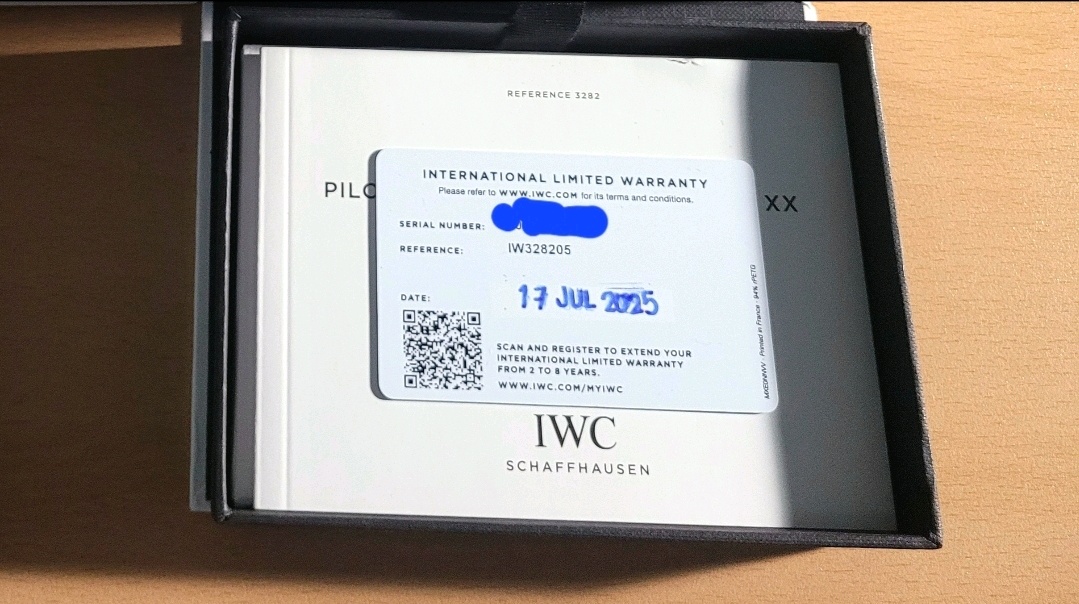 REFERENCE 3282
PILO
XX
INTERNATIONAL LIMITED WARRANTY
Please refer to WWW.IWC.COM for its terms and conditions.
SERIAL NUMBER:
REFERENCE: IW328205
DATE: 17 JUL 2025
SCAN AND REGISTER TO EXTEND YOUR
INTERNATIONAL LIMITED WARRANTY
FROM 2 TO 8 YEARS.
WWW.IWC.COM/MYIWC
Printed in France - 94% rPETG
IWC
SCHAFFHAUSEN